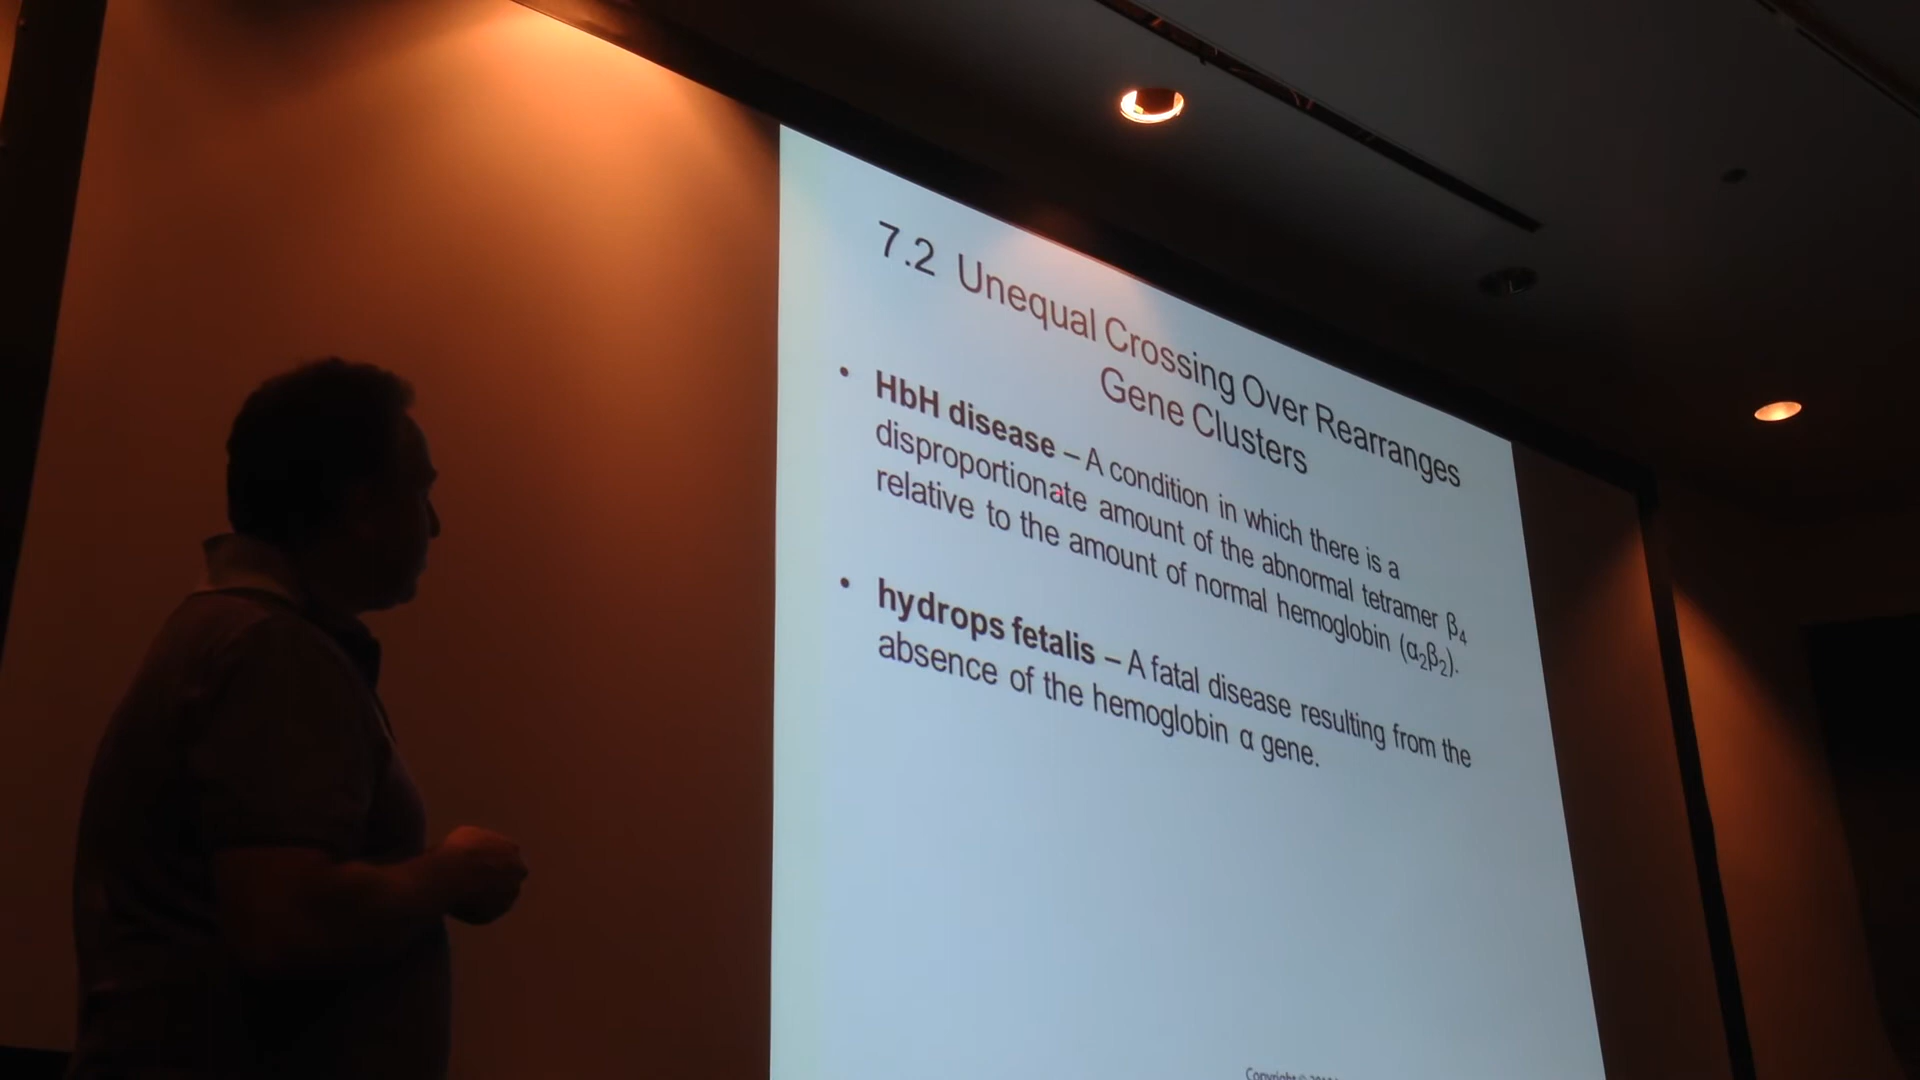 7.2 Unequal Crossing Over Rearranges
Gene Clusters
• HbH disease – A condition in which there is a
disproportionate amount of the abnormal tetramer β₄
relative to the amount of normal hemoglobin (α₂β₂).
• hydrops fetalis – A fatal disease resulting from the
absence of the hemoglobin α gene.
Copyright ©